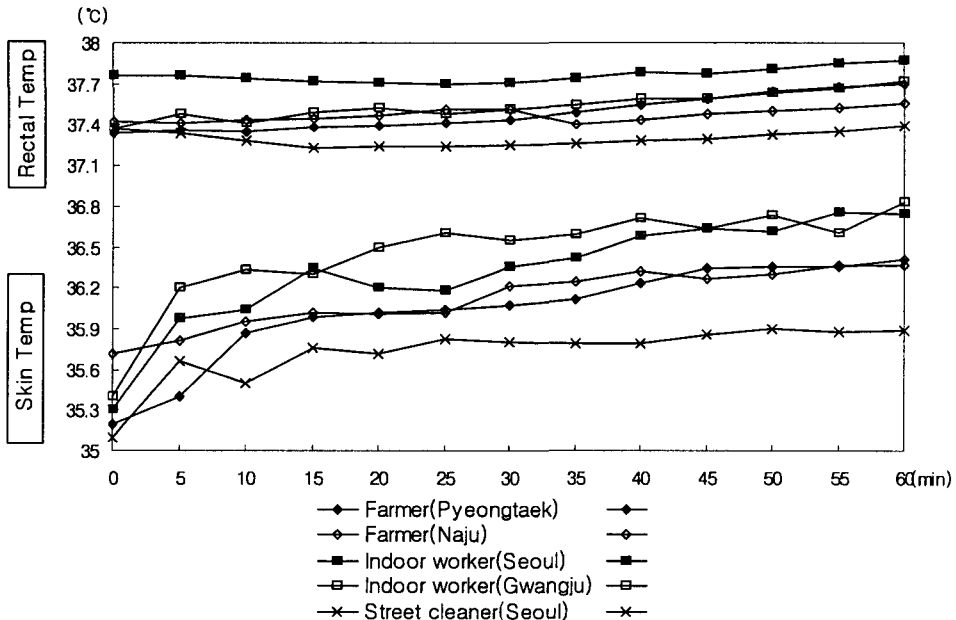 (℃)
38
37.7
37.4
37.1
36.8
36.5
36.2
35.9
35.6
35.3
35
Rectal Temp
Skin Temp
0 5 10 15 20 25 30 35 40 45 50 55 60(min)
Farmer(Pyeongtaek)
Farmer(Naju)
Indoor worker(Seoul)
Indoor worker(Gwangju)
Street cleaner(Seoul)